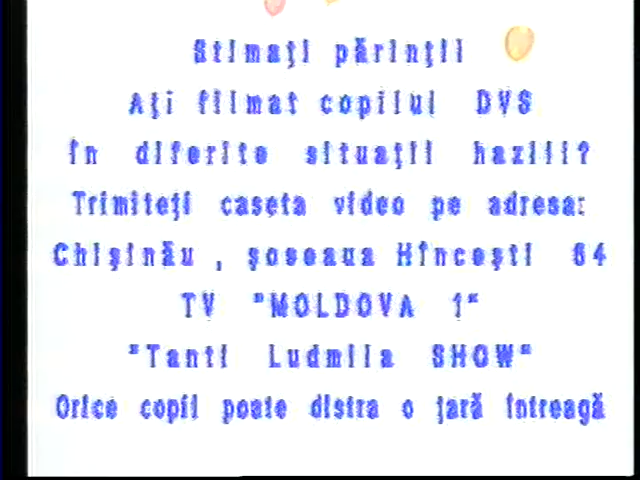 Stimaţi părinţii
Aţi filmat copilul DVS
în diferite situaţii hazlii?
Trimiteţi caseta video pe adresa:
Chişinău , şoseaua Hînceşti 64
TV "MOLDOVA 1"
"Tanti Ludmila SHOW"
Orice copil poate distra o ţară întreagă